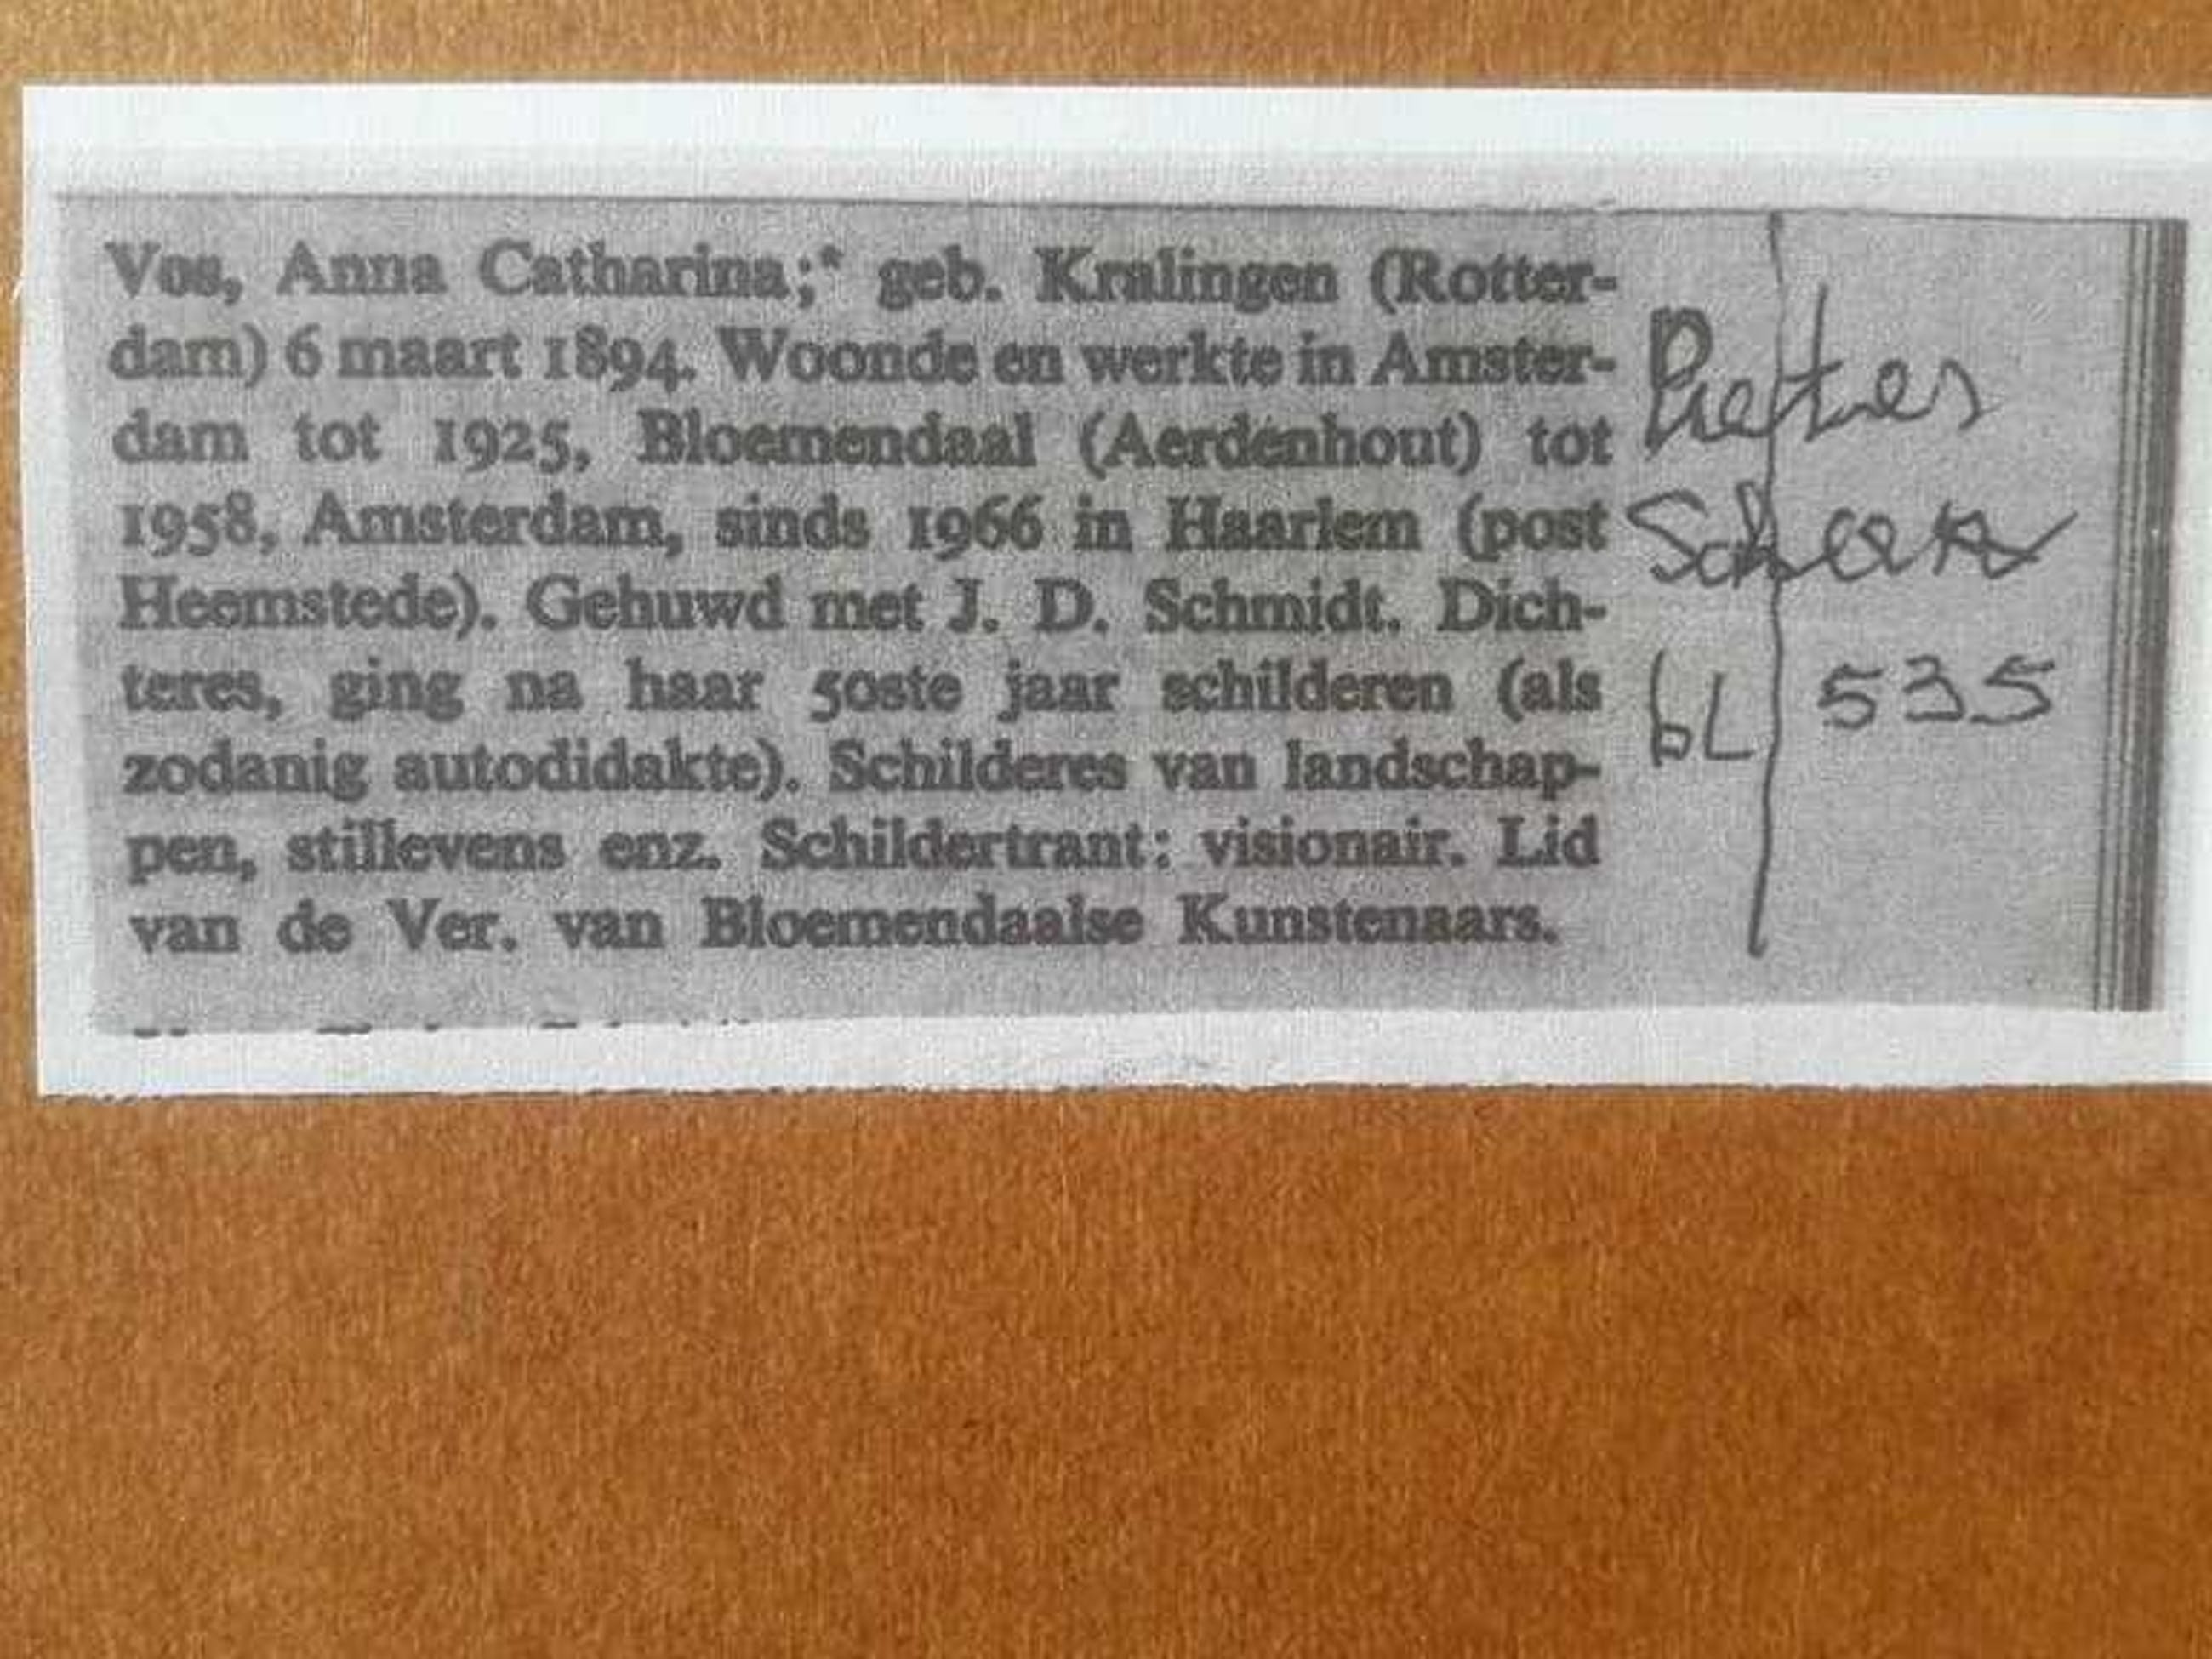 Vos, Anna Catharina;* geb. Kralingen (Rotter-
dam) 6 maart 1894. Woonde en werkte in Amster-
dam tot 1925, Bloemendaal (Aerdenhout) tot
1958, Amsterdam, sinds 1966 in Haarlem (post
Heemstede). Gehuwd met J. D. Schmidt. Dich-
teres, ging na haar 50ste jaar schilderen (als
zodanig autodidakte). Schilderes van landschap-
pen, stillevens enz. Schildertrant: visionair. Lid
van de Ver. van Bloemendaalse Kunstenaars.
Pieter
Scheen
bL 535